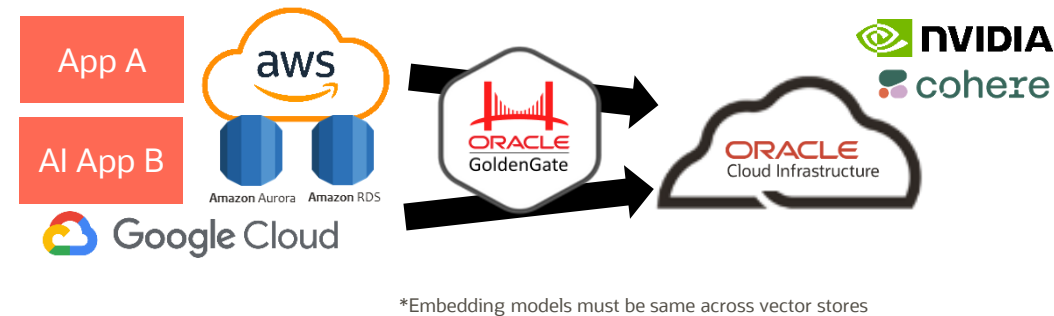 App A
AI App B
aws
Amazon Aurora
Amazon RDS
Google Cloud
ORACLE
GoldenGate
ORACLE
Cloud Infrastructure
NVIDIA
cohere
*Embedding models must be same across vector stores